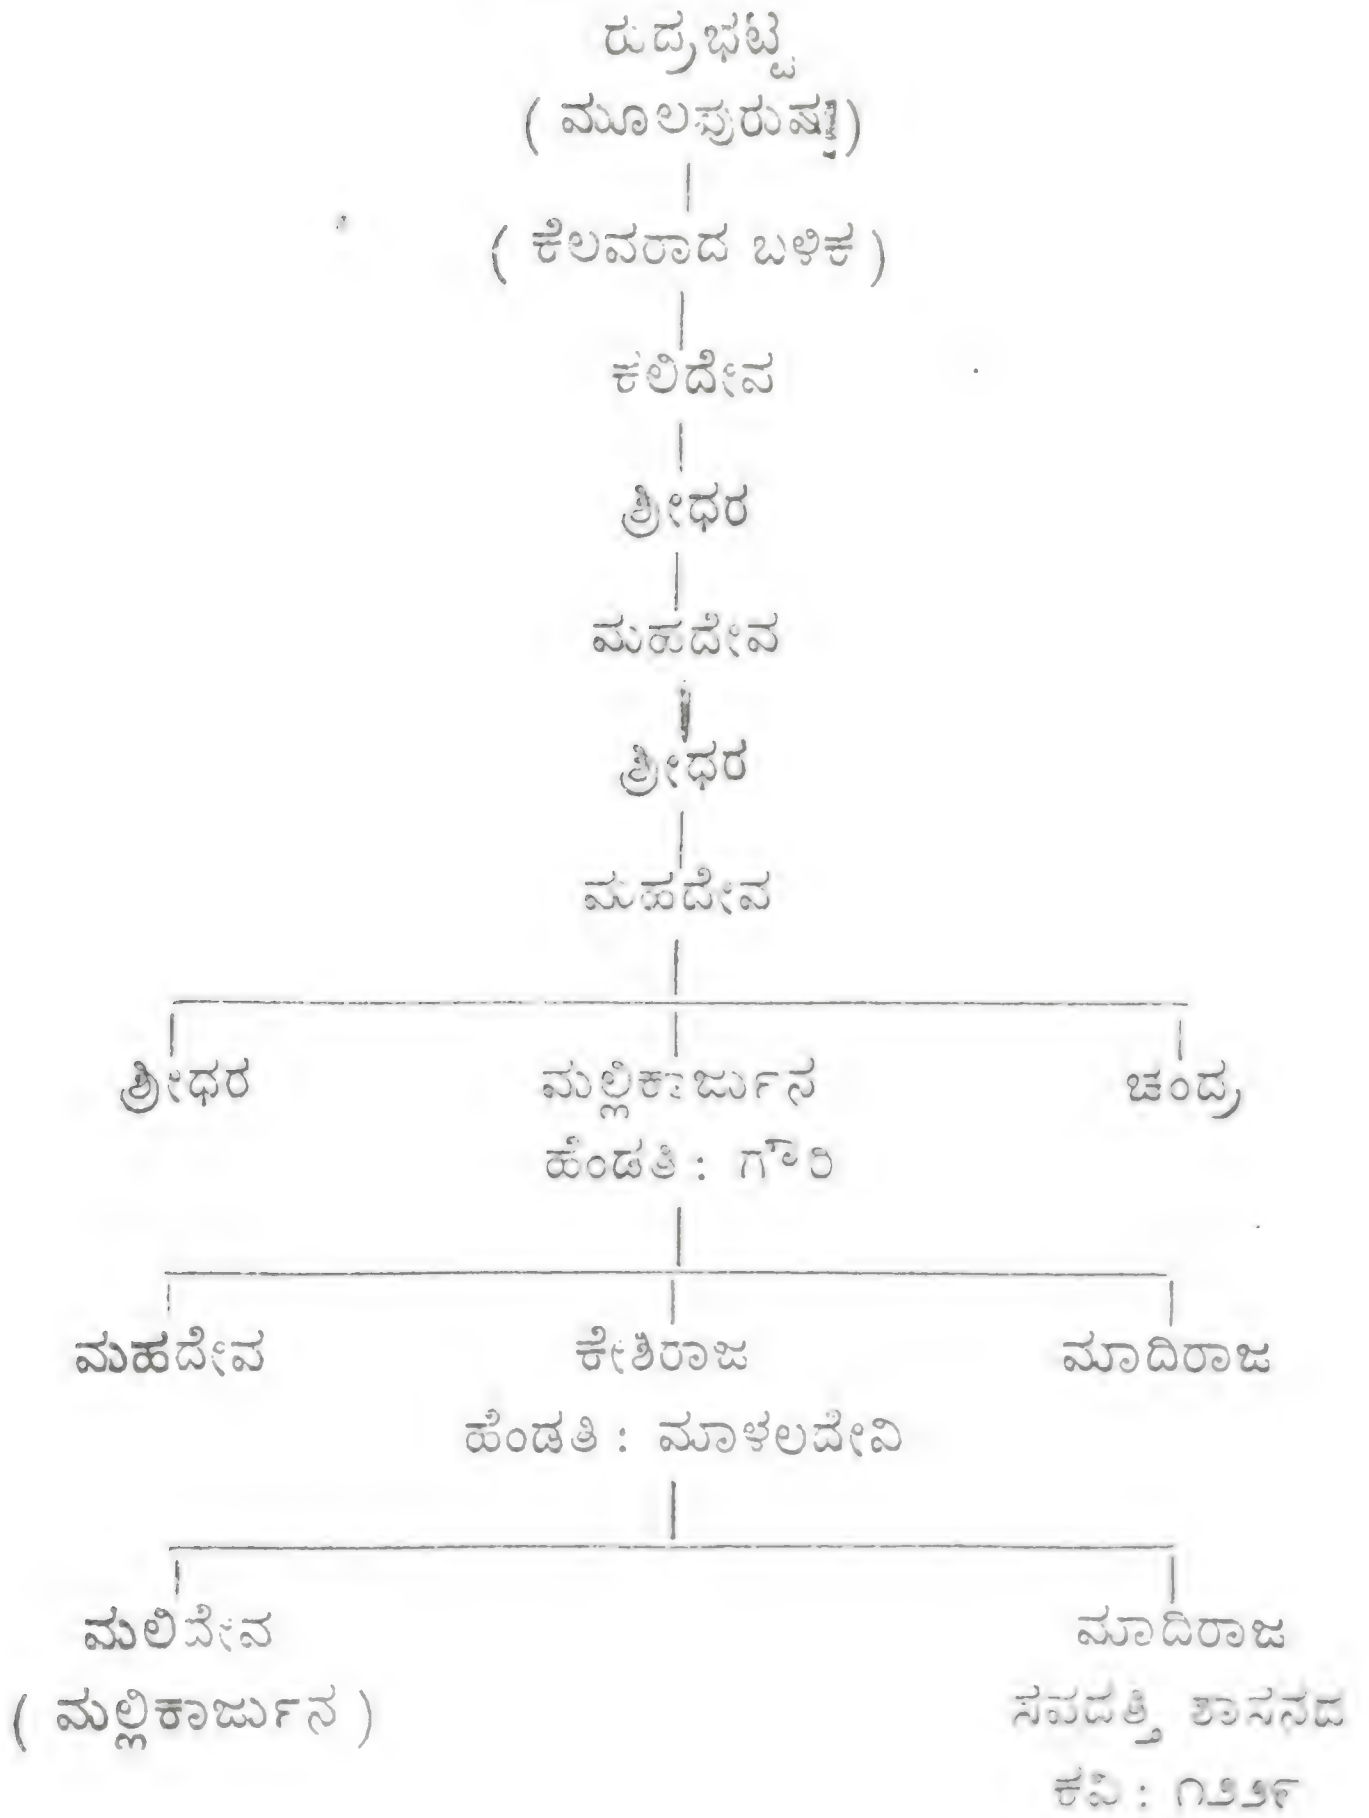 ರುದ್ರಭಟ್ಟ
( ಮೂಲಪುರುಷ )
( ಕೆಲವರಾದ ಬಳಿಕ )
ಕಲಿದೇವ
ಶ್ರೀಧರ
ಮಹದೇವ
ಶ್ರೀಧರ
ಮಹದೇವ
ಶ್ರೀಧರ ಮಲ್ಲಿಕಾರ್ಜುನ ಚಂದ್ರ
ಹೆಂಡತಿ : ಗೌರಿ
ಮಹದೇವ ಕೇಶಿರಾಜ ಮಾದಿರಾಜ
ಹೆಂಡತಿ : ಮಾಳಲದೇವಿ
ಮಲಿದೇವ ಮಾದಿರಾಜ
( ಮಲ್ಲಿಕಾರ್ಜುನ ) ಸವದತ್ತಿ ಶಾಸನದ
ಕವಿ : ೧೨೨೯